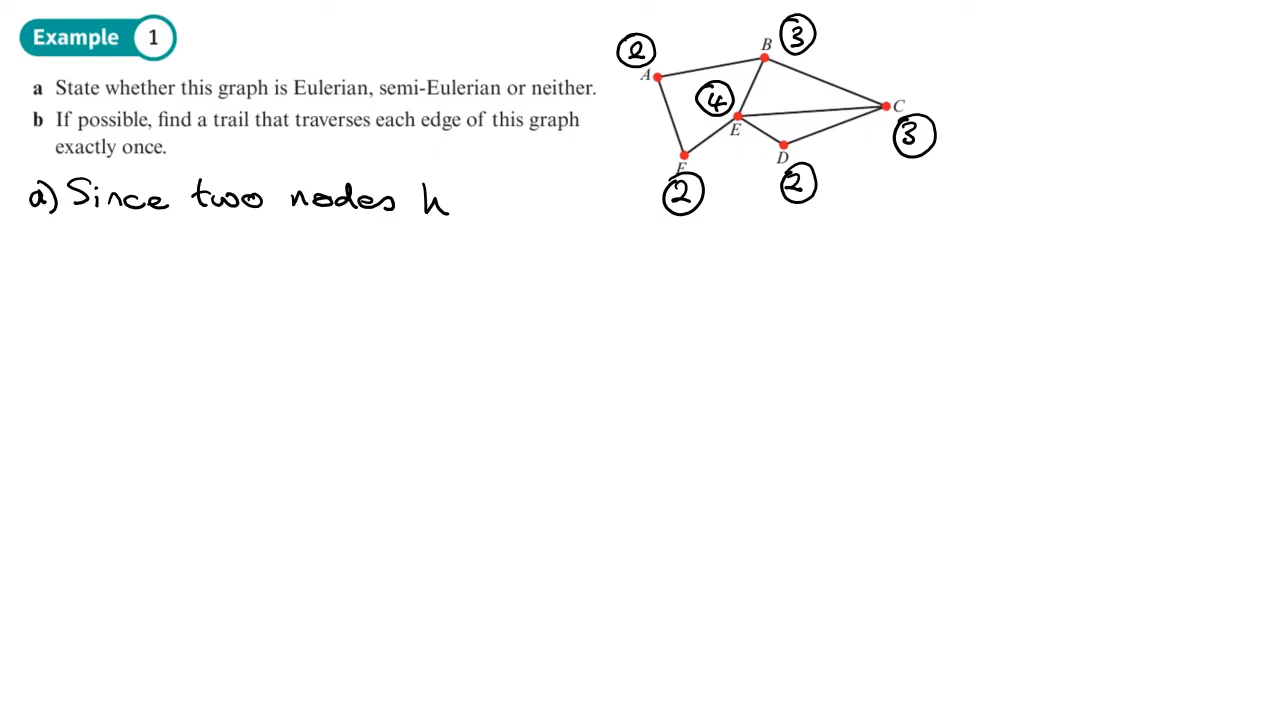 Example 1
a State whether this graph is Eulerian, semi-Eulerian or neither.
b If possible, find a trail that traverses each edge of this graph
exactly once.
a) Since two nodes h
B 3
2
A
4
C
E
3
D
F
2
2